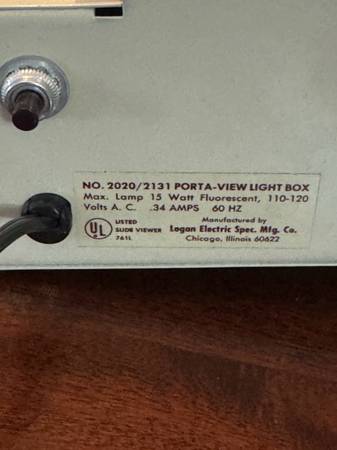 NO. 2020/2131 PORTA-VIEW LIGHT BOX
Max. Lamp 15 Watt Fluorescent, 110-120
Volts A. C. .34 AMPS 60 HZ
UL LISTED SLIDE VIEWER 761L
Manufactured by
Logan Electric Spec. Mfg. Co.
Chicago, Illinois 60622